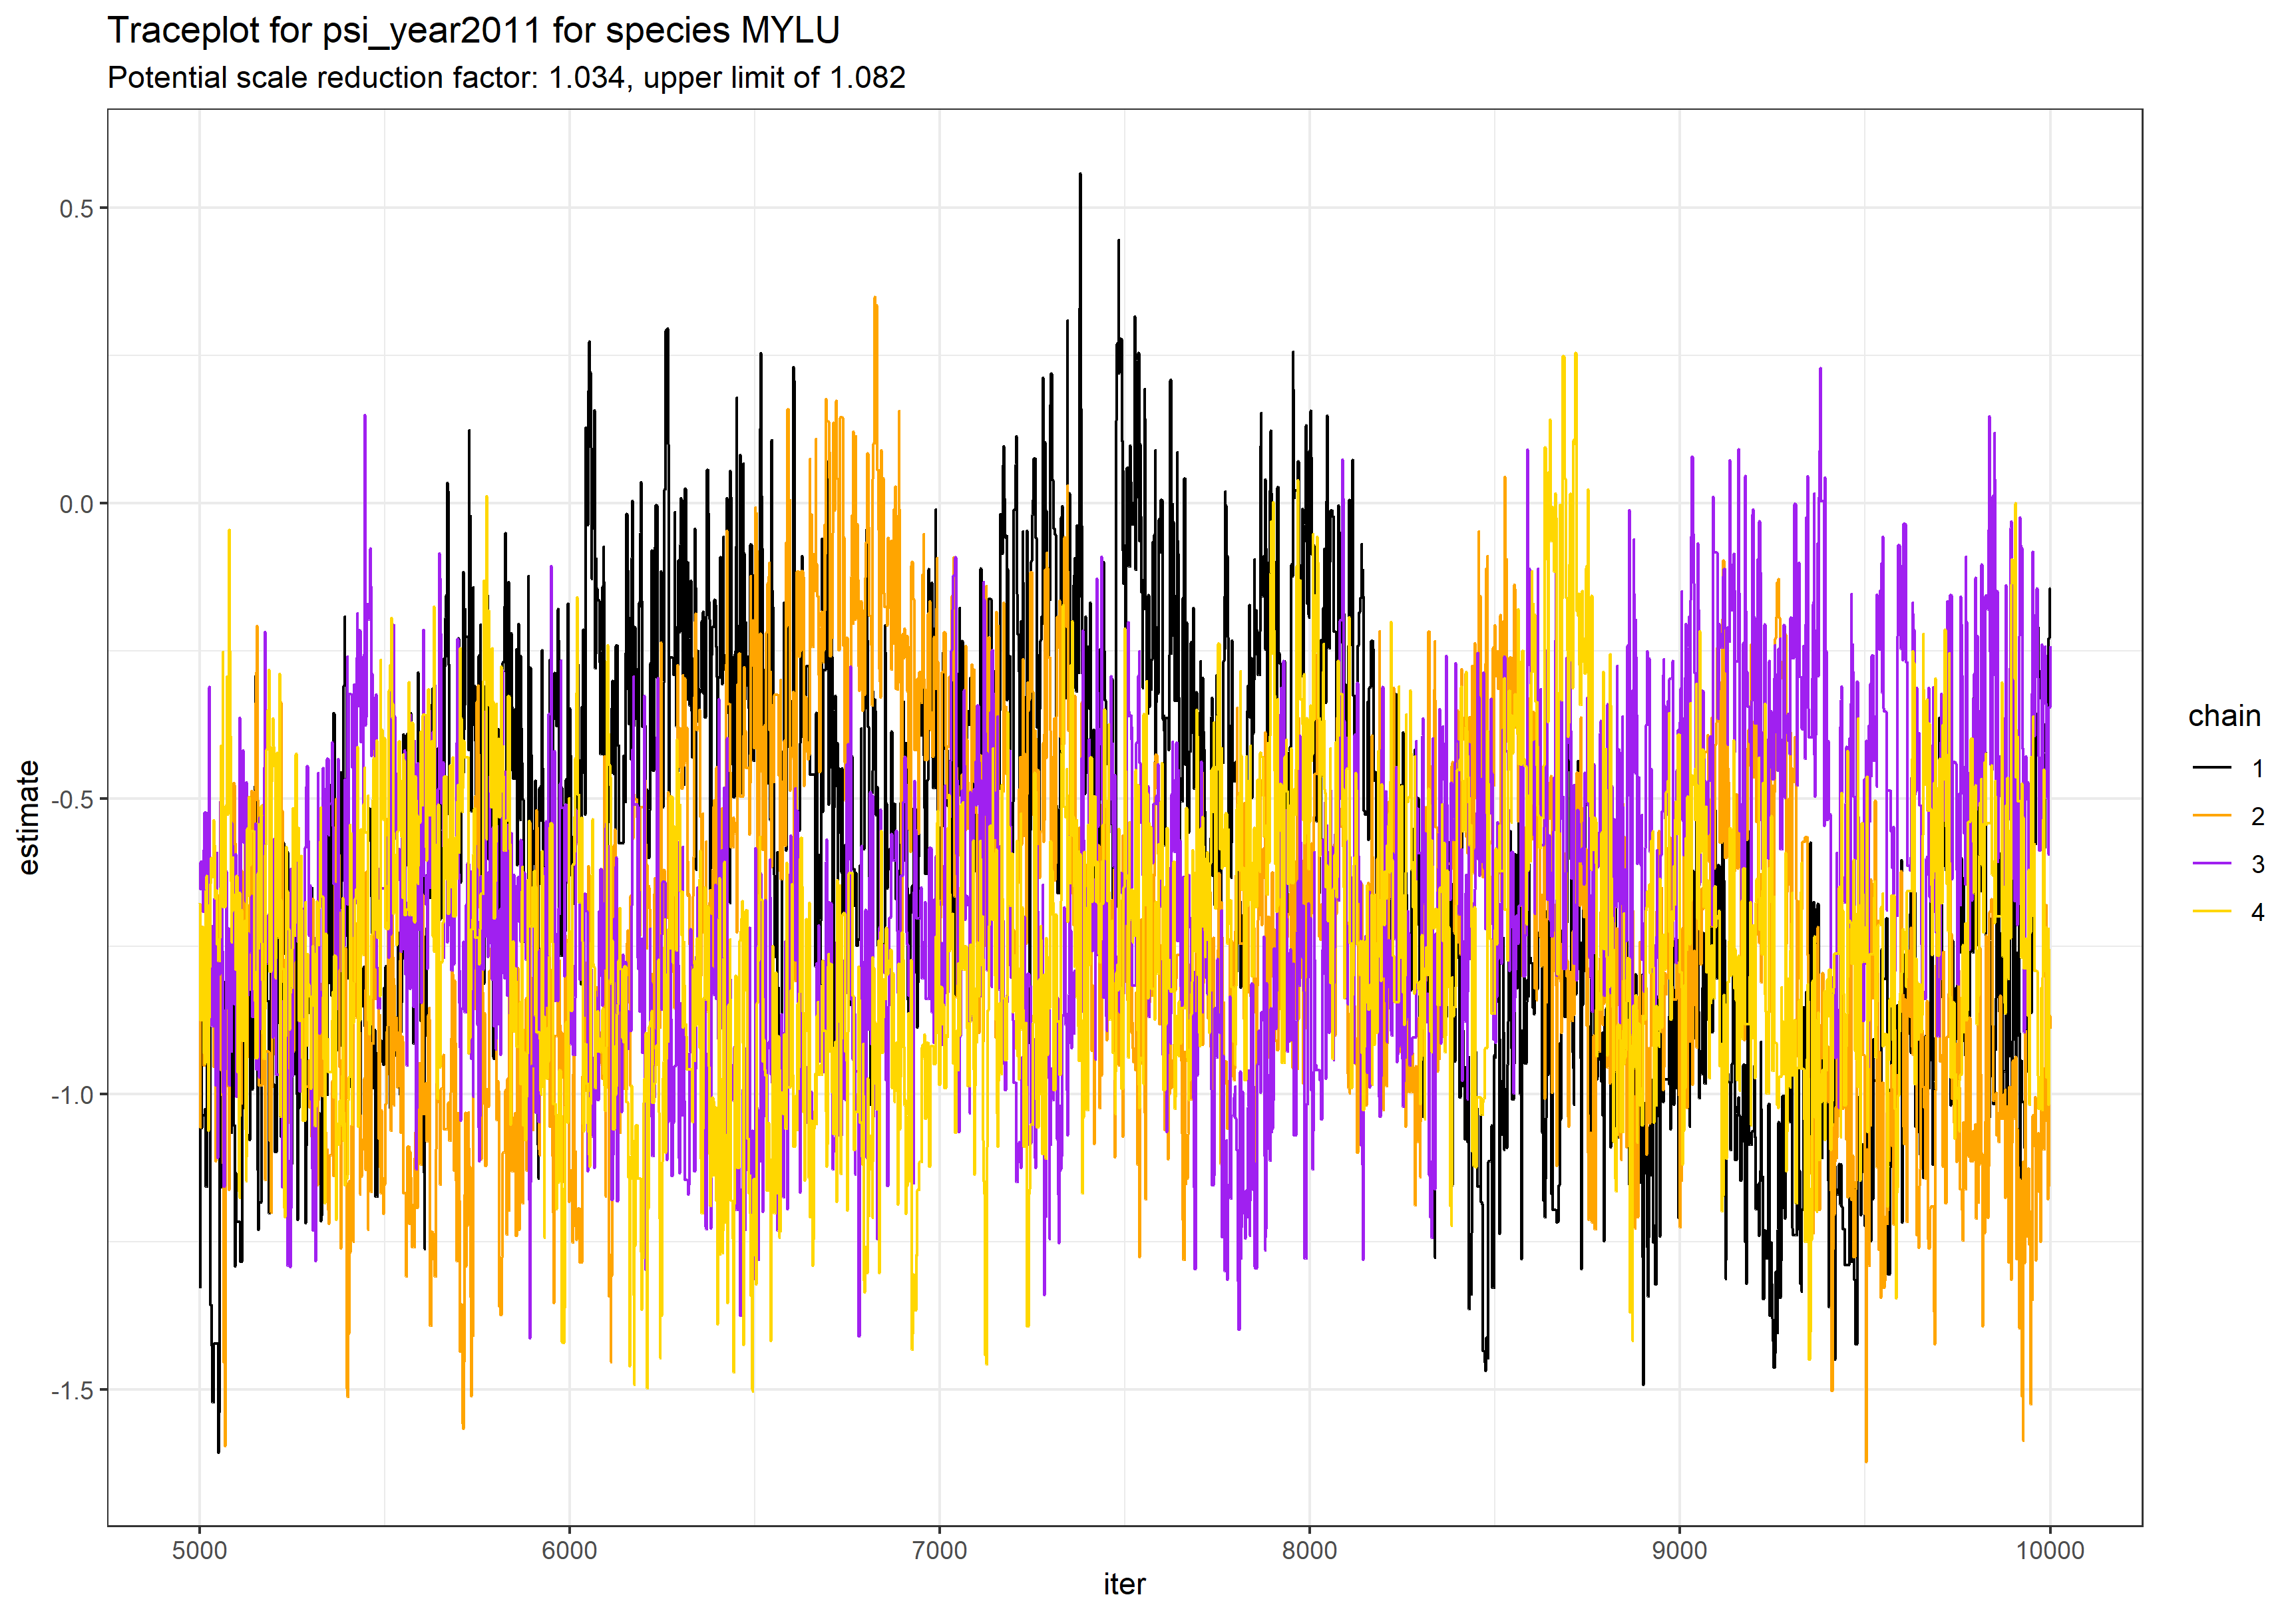 Traceplot for psi_year2011 for species MYLU
Potential scale reduction factor: 1.034, upper limit of 1.082
0.5
0.0
-0.5
-1.0
-1.5
estimate
5000 6000 7000 8000 9000 10000
iter
chain
1
2
3
4